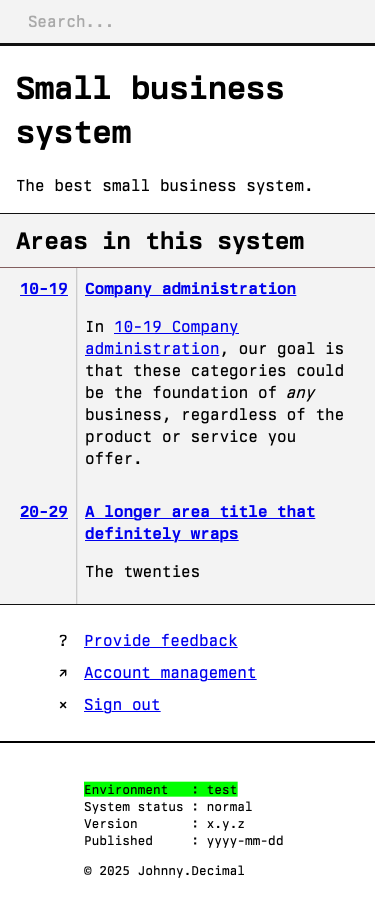 Search...
Small business
system
The best small business system.
Areas in this system
10-19 Company administration
In 10-19 Company
administration, our goal is
that these categories could
be the foundation of any
business, regardless of the
product or service you
offer.
20-29 A longer area title that
definitely wraps
The twenties
? Provide feedback
↗ Account management
× Sign out
Environment : test
System status : normal
Version : x.y.z
Published : yyyy-mm-dd
© 2025 Johnny.Decimal